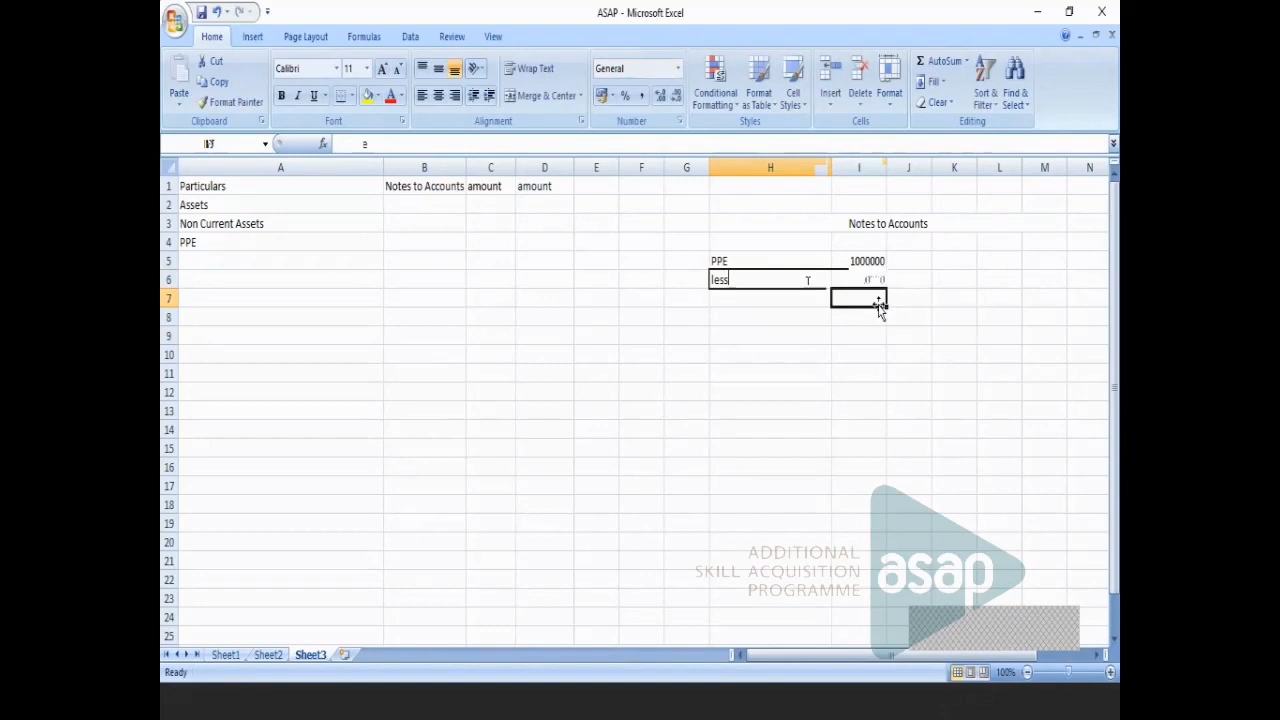 ASAP - Microsoft Excel
Home Insert Page Layout Formulas Data Review View
Cut
Copy
Format Painter
Paste
Clipboard
Calibri 11
B I U
Font
Wrap Text
Merge & Center
Alignment
General
%
Number
Conditional Formatting
Format as Table
Cell Styles
Styles
Insert Delete Format
Cells
AutoSum
Fill
Clear
Sort & Filter
Find & Select
Editing
fx e
A B C D E F G H I J K L M N
1 Particulars Notes to Accounts amount amount
2 Assets
3 Non Current Assets Notes to Accounts
4 PPE
5 PPE 1000000
6 less
7
8
9
10
11
12
13
14
15
16
17
18
19
20
21
22
23
24
25
ADDITIONAL
SKILL ACQUISITION
PROGRAMME
asap
Sheet1 Sheet2 Sheet3
Ready 100%